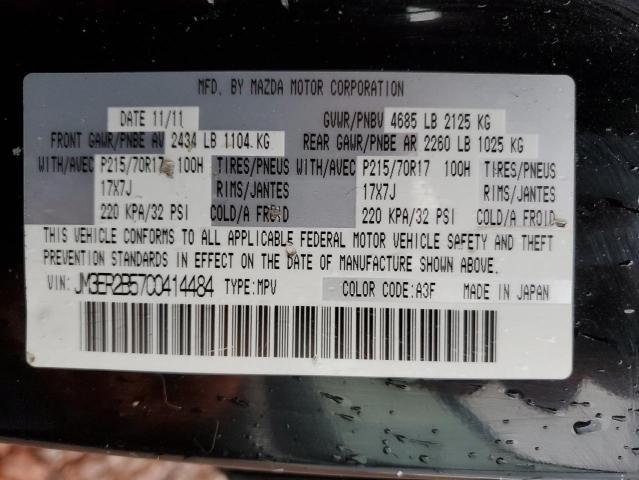 MFD. BY MAZDA MOTOR CORPORATION
DATE 11/11 GVWR/PNBV 4685 LB 2125 KG
FRONT GAWR/PNBE AV 2434 LB 1104 KG REAR GAWR/PNBE AR 2260 LB 1025 KG
WITH/AVEC P215/70R17 100H TIRES/PNEUS P215/70R17 100H TIRES/PNEUS
17X7J RIMS/JANTES 17X7J RIMS/JANTES
220 KPA/32 PSI COLD/A FROID 220 KPA/32 PSI COLD/A FROID
THIS VEHICLE CONFORMS TO ALL APPLICABLE FEDERAL MOTOR VEHICLE SAFETY AND THEFT
PREVENTION STANDARDS IN EFFECT ON THE DATE OF MANUFACTURE SHOWN ABOVE.
VIN: JM3ER2B57C0414484 TYPE:MPV COLOR CODE:A3F MADE IN JAPAN